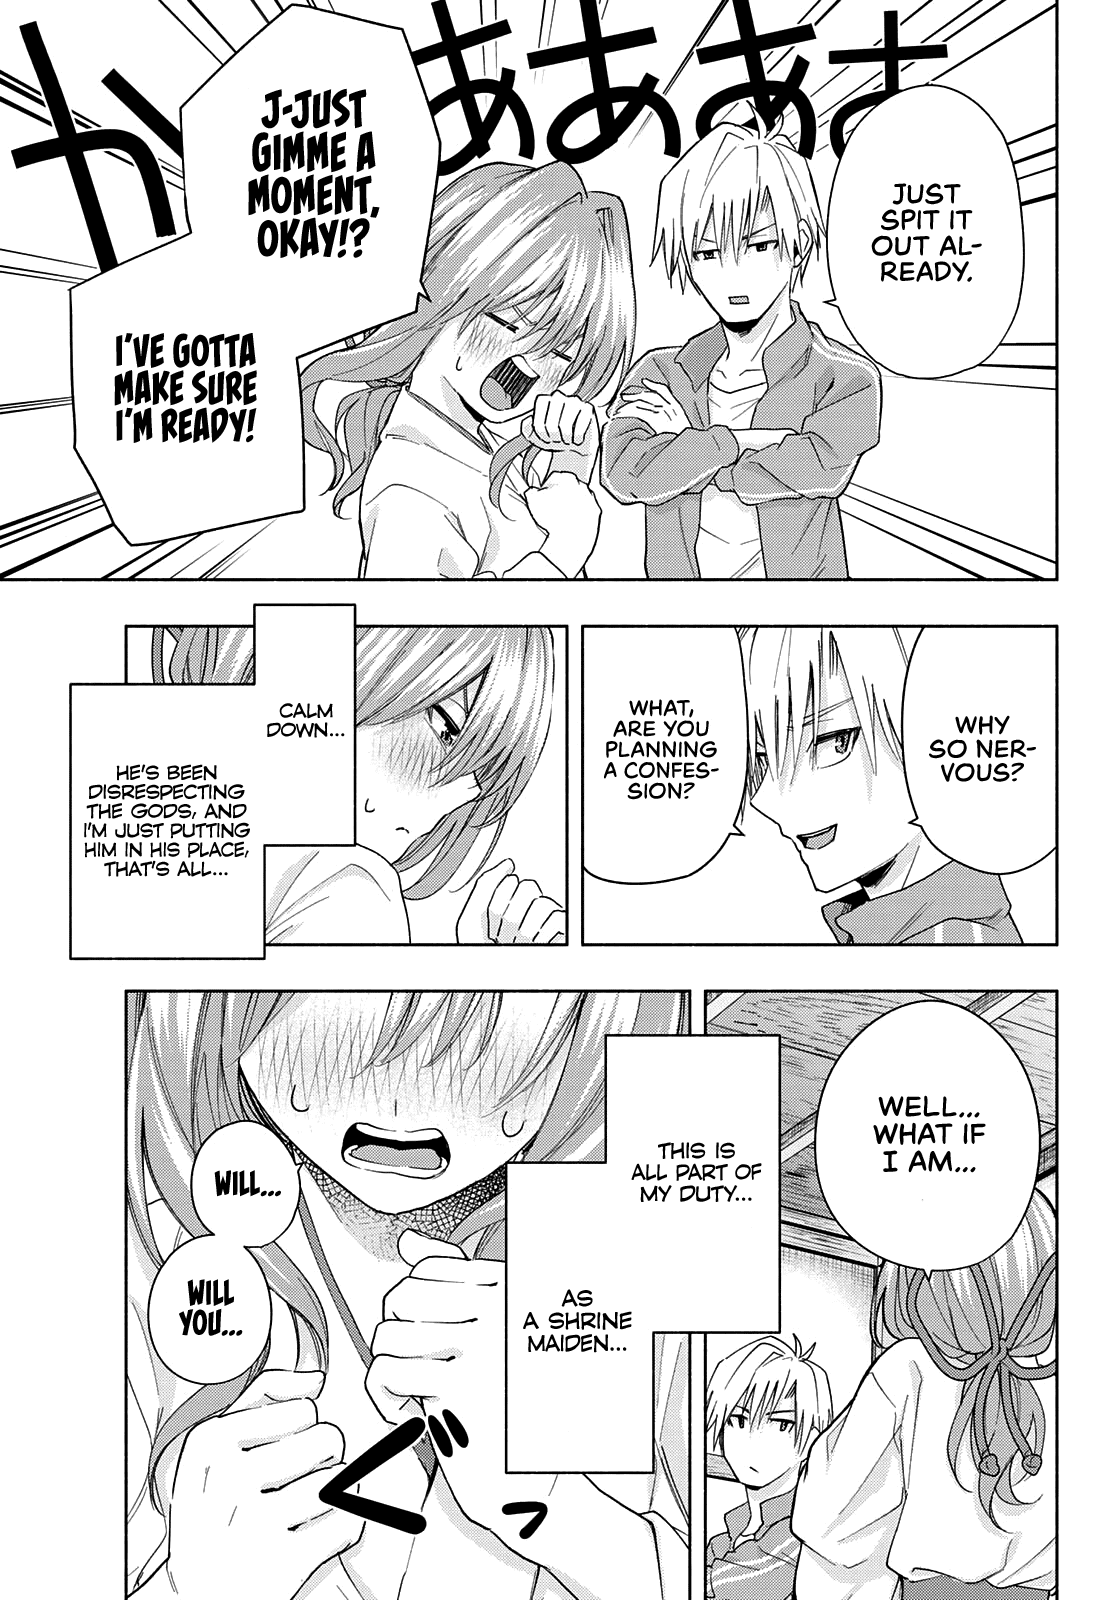 JUST
SPIT IT
OUT AL-
READY.
かぁあぁあ
J-JUST
GIMME A
MOMENT,
OKAY!?
I'VE GOTTA
MAKE SURE
I'M READY!
WHY
SO NER-
VOUS?
WHAT,
ARE YOU
PLANNING
A CONFES-
SION?
CALM
DOWN...
HE'S BEEN
DISRESPECTING
THE GODS, AND
I'M JUST PUTTING
HIM IN HIS PLACE,
THAT'S ALL...
WELL...
WHAT IF
I AM...
THIS IS
ALL PART OF
MY DUTY...
AS
A SHRINE
MAIDEN...
WILL...
WILL
YOU...
ぐっ